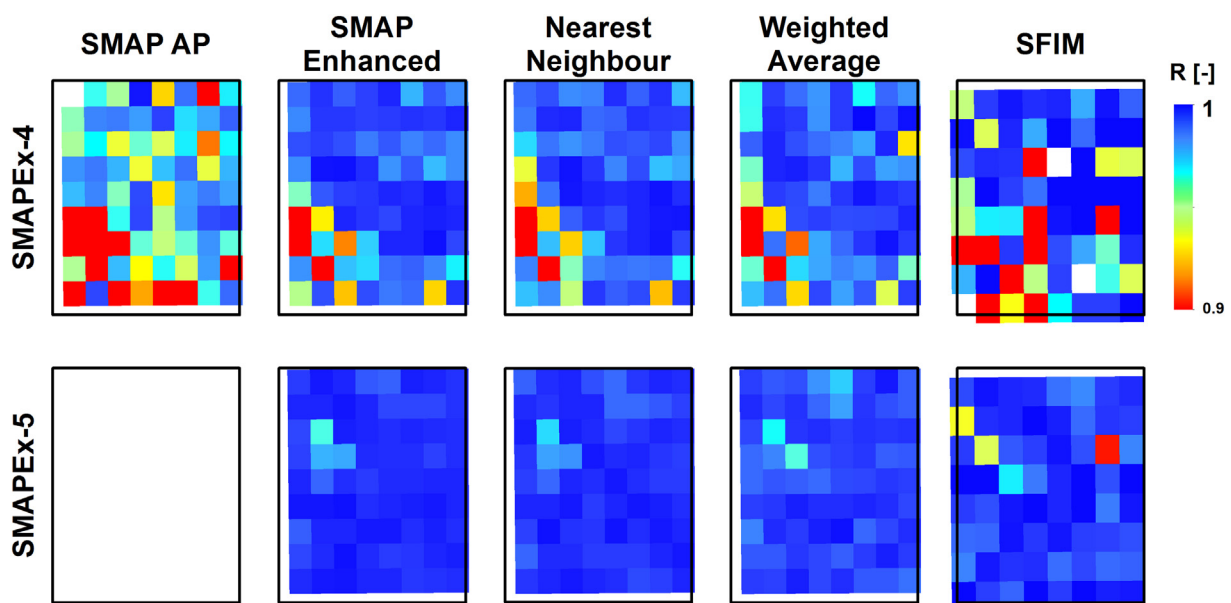 SMAP AP
SMAP
Enhanced
Nearest
Neighbour
Weighted
Average
SFIM
R [-]
1
0.9
SMAPEx-4
SMAPEx-5